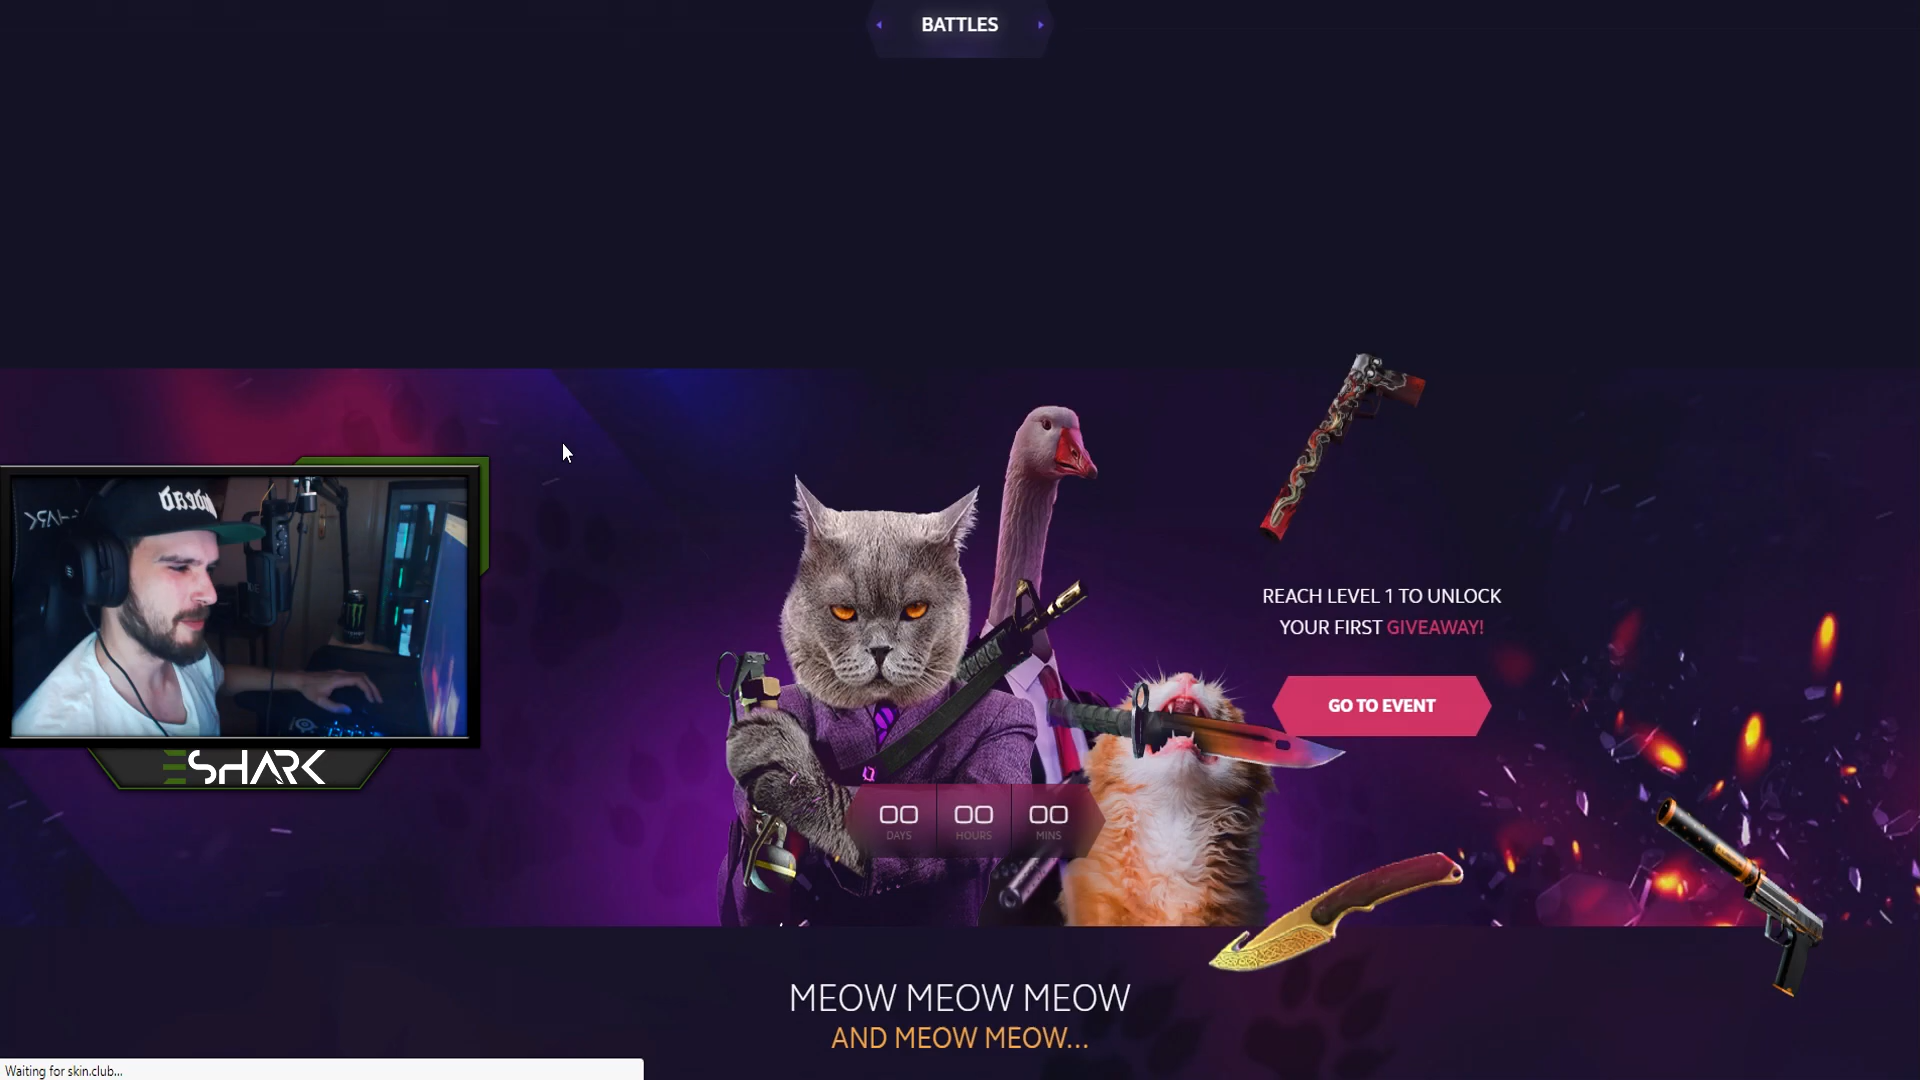 BATTLES
REACH LEVEL 1 TO UNLOCK
YOUR FIRST GIVEAWAY!
GO TO EVENT
SHARK
00 00 00
DAYS HOURS MINS
MEOW MEOW MEOW
AND MEOW MEOW...
Waiting for skin.club...